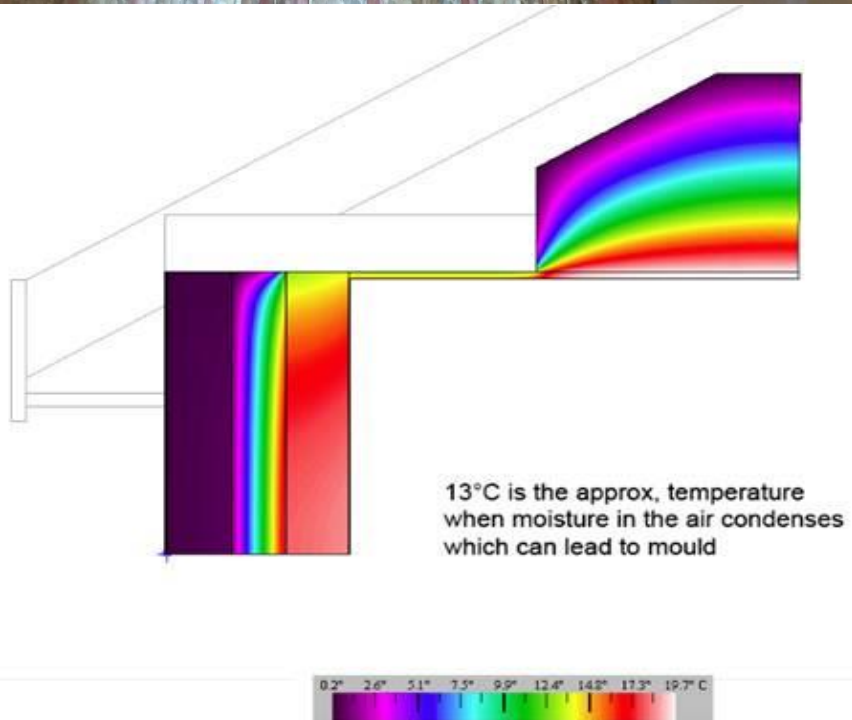 13°C is the approx, temperature
when moisture in the air condenses
which can lead to mould
0.2° 2.6° 5.1° 7.5° 9.9° 12.4° 14.8° 17.3° 19.7° C